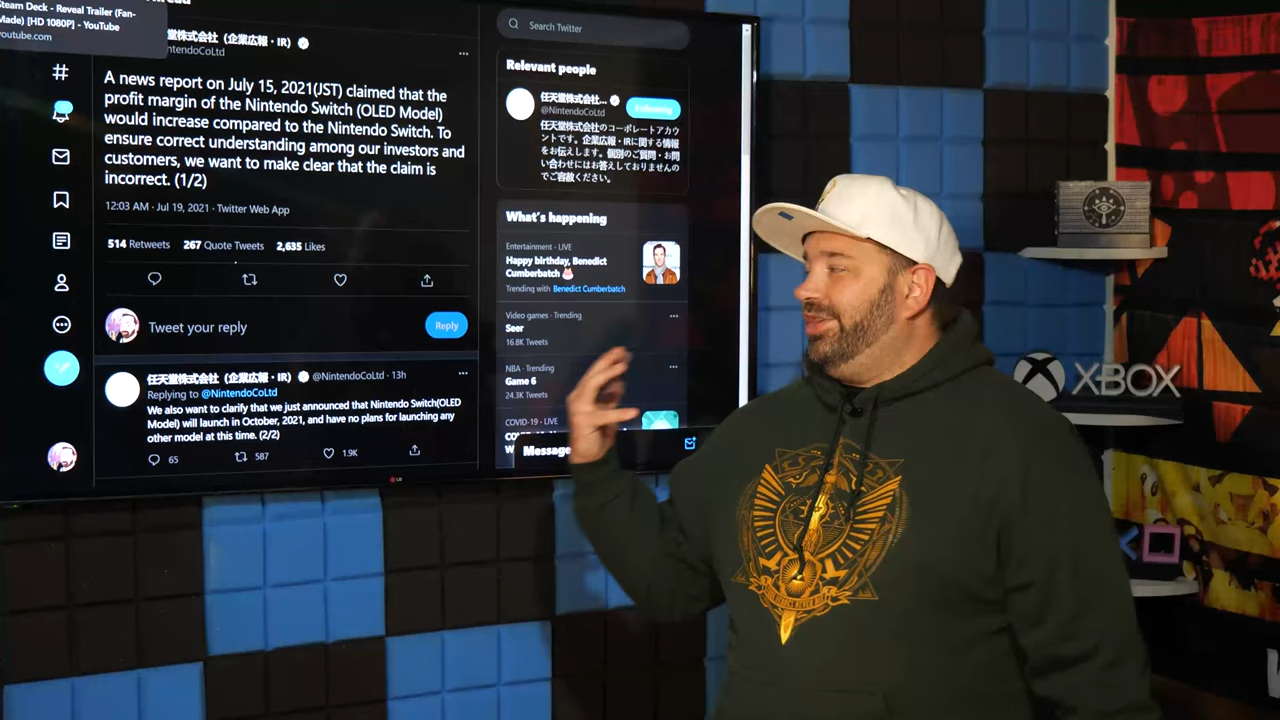 Steam Deck - Reveal Trailer (Fan-
Made) [HD 1080P] - YouTube
youtube.com
堂株式会社 (企業広報・IR)
ntendoCoLtd
A news report on July 15, 2021(JST) claimed that the
profit margin of the Nintendo Switch (OLED Model)
would increase compared to the Nintendo Switch. To
ensure correct understanding among our investors and
customers, we want to make clear that the claim is
incorrect. (1/2)
12:03 AM · Jul 19, 2021 · Twitter Web App
514 Retweets 267 Quote Tweets 2,635 Likes
Tweet your reply
Reply
任天堂株式会社 (企業広報・IR) @NintendoCoLtd · 13h
Replying to @NintendoCoLtd
We also want to clarify that we just announced that Nintendo Switch(OLED
Model) will launch in October, 2021, and have no plans for launching any
other model at this time. (2/2)
65 587 1.9K
Search Twitter
Relevant people
任天堂株式会社...
@NintendoCoLtd
Following
任天堂株式会社のコーポレートアカウ
ントです。企業広報・IRに関する情報
をお伝えします。個別のご質問・お問
い合わせにはお答えしておりませんの
でご容赦ください。
What's happening
Entertainment · LIVE
Happy birthday, Benedict
Cumberbatch
Trending with Benedict Cumberbatch
Video games · Trending
Seer
16.8K Tweets
NBA · Trending
Game 6
24.3K Tweets
COVID-19 · LIVE
Message
LG
XBOX